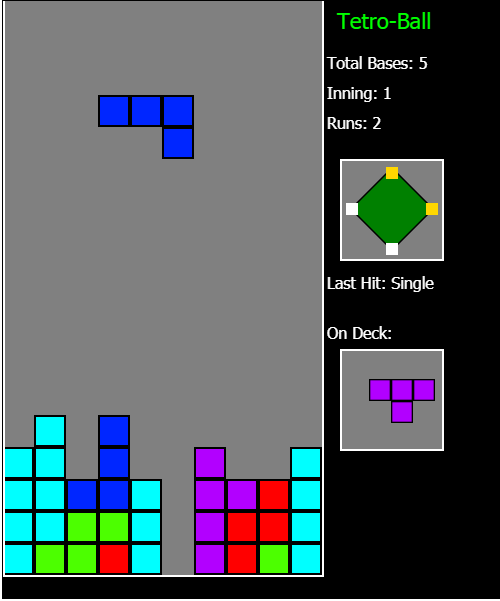 Tetro-Ball
Total Bases: 5
Inning: 1
Runs: 2
Last Hit: Single
On Deck: